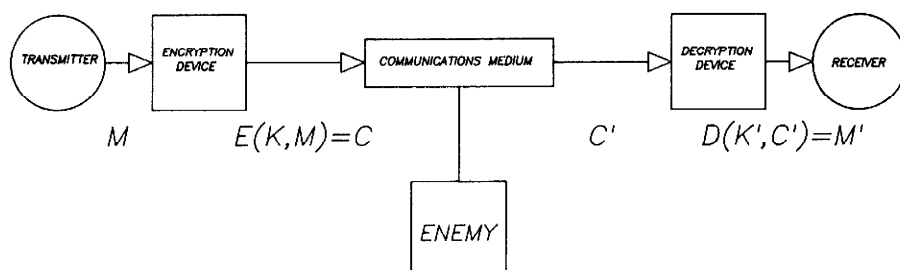 TRANSMITTER
ENCRYPTION
DEVICE
COMMUNICATIONS MEDIUM
DECRYPTION
DEVICE
RECEIVER
M
E(K,M)=C
C'
D(K',C')=M'
ENEMY